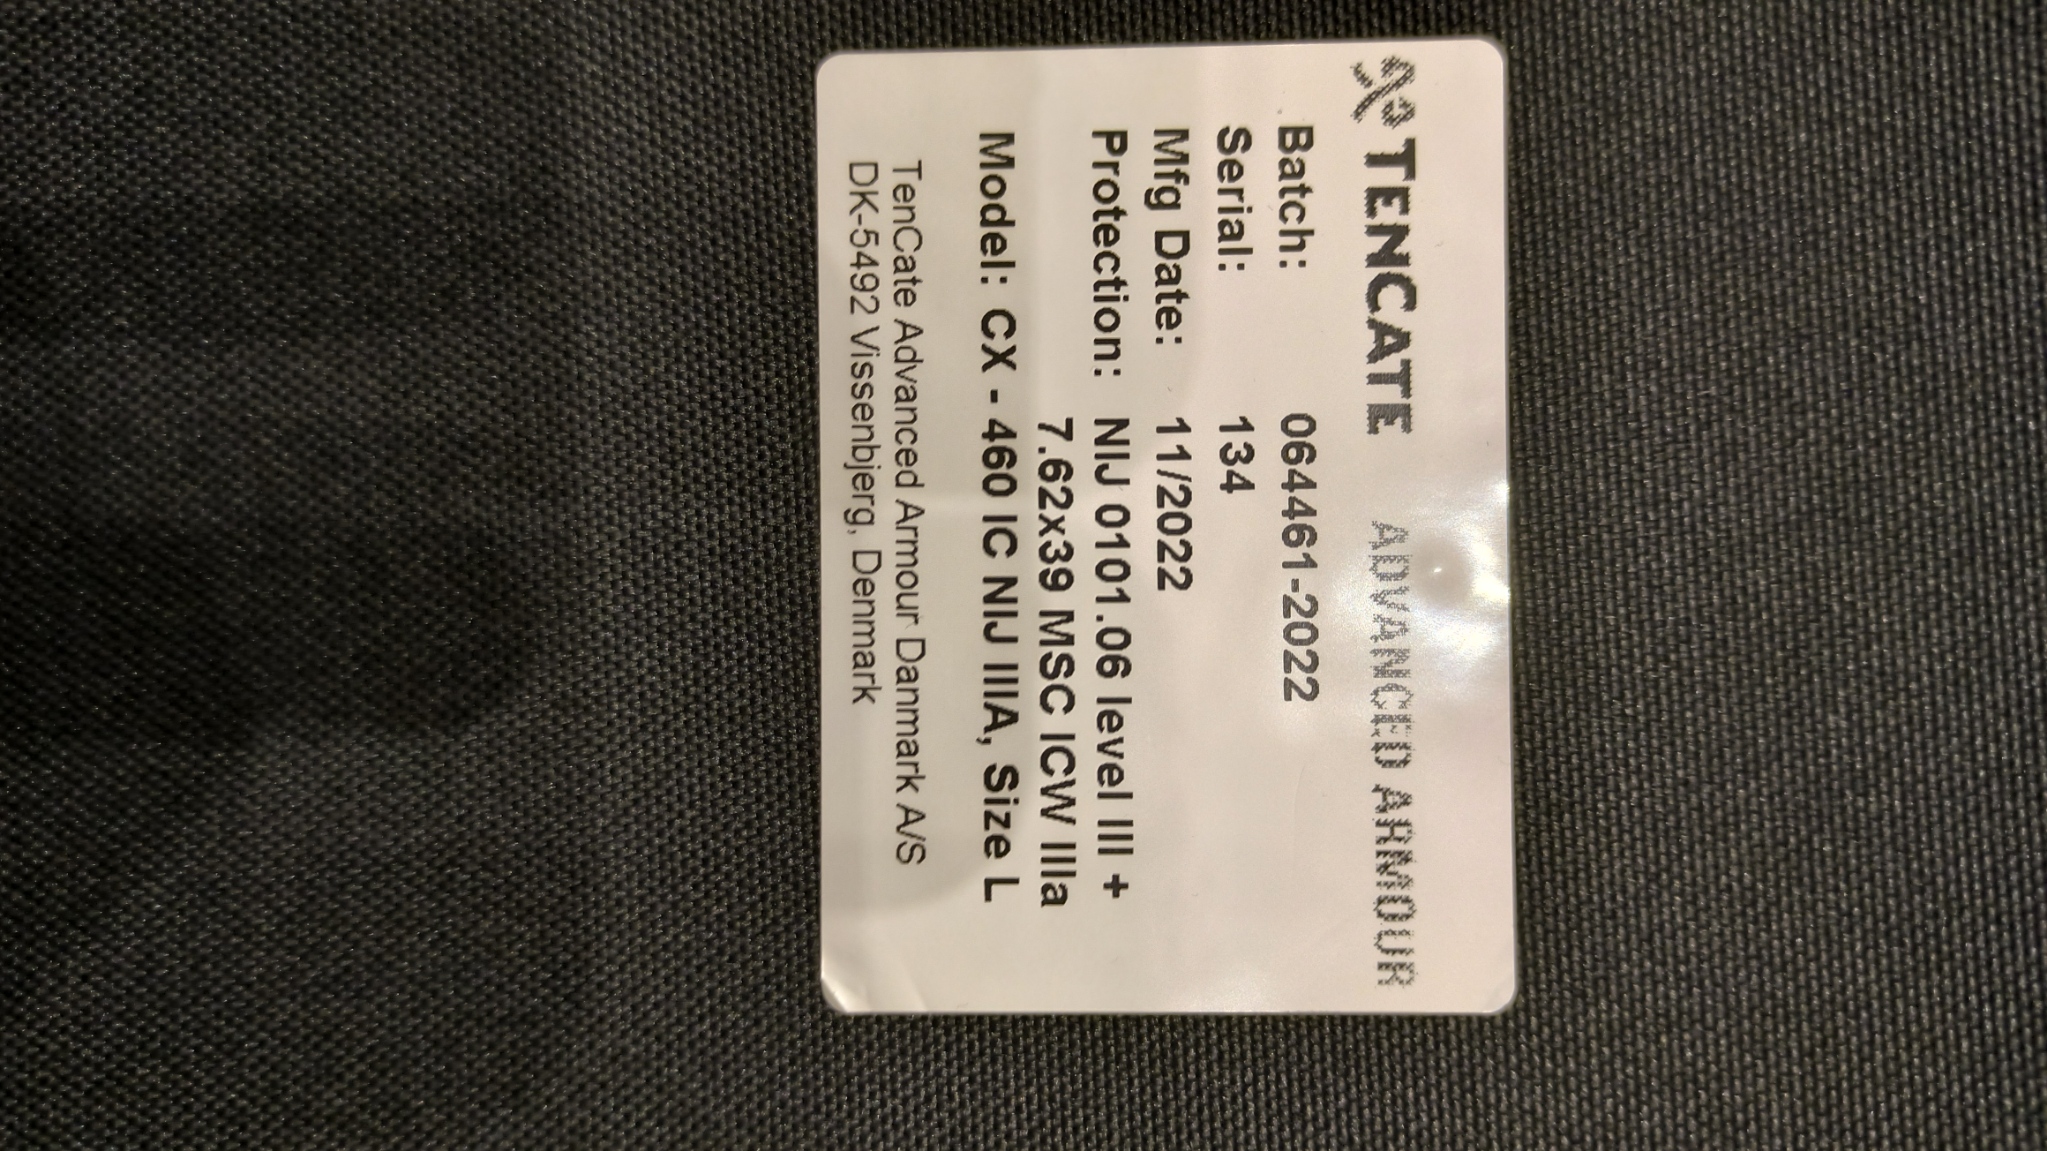 TENCATE ADVANCED ARMOUR
Batch: 064461-2022
Serial: 134
Mfg Date: 11/2022
Protection: NIJ 0101.06 level III +
7.62x39 MSC ICW IIIa
Model: CX - 460 IC NIJ IIIA, Size L
TenCate Advanced Armour Danmark A/S
DK-5492 Vissenbjerg, Denmark